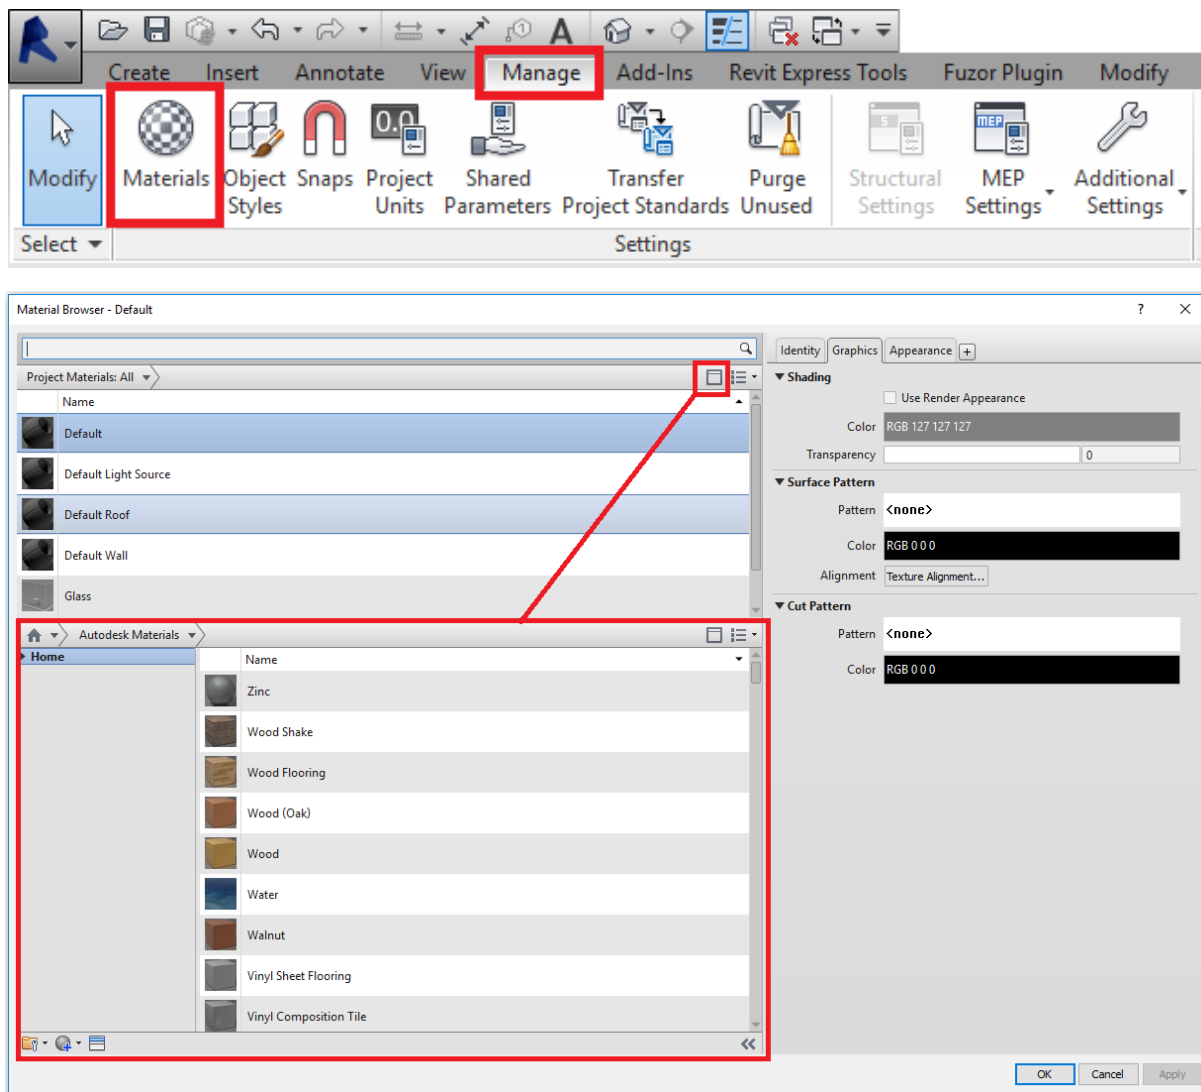 Create Insert Annotate View Manage Add-Ins Revit Express Tools Fuzor Plugin Modify
Modify Materials Object Styles Snaps Project Units Shared Parameters Transfer Project Standards Purge Unused Structural Settings MEP Settings Additional Settings
Select Settings
Material Browser - Default
Identity Graphics Appearance
Project Materials: All
Name
Default
Default Light Source
Default Roof
Default Wall
Glass
Autodesk Materials
Home
Name
Zinc
Wood Shake
Wood Flooring
Wood (Oak)
Wood
Water
Walnut
Vinyl Sheet Flooring
Vinyl Composition Tile
Shading
Use Render Appearance
Color RGB 127 127 127
Transparency 0
Surface Pattern
Pattern <none>
Color RGB 0 0 0
Alignment Texture Alignment...
Cut Pattern
Pattern <none>
Color RGB 0 0 0
OK Cancel Apply